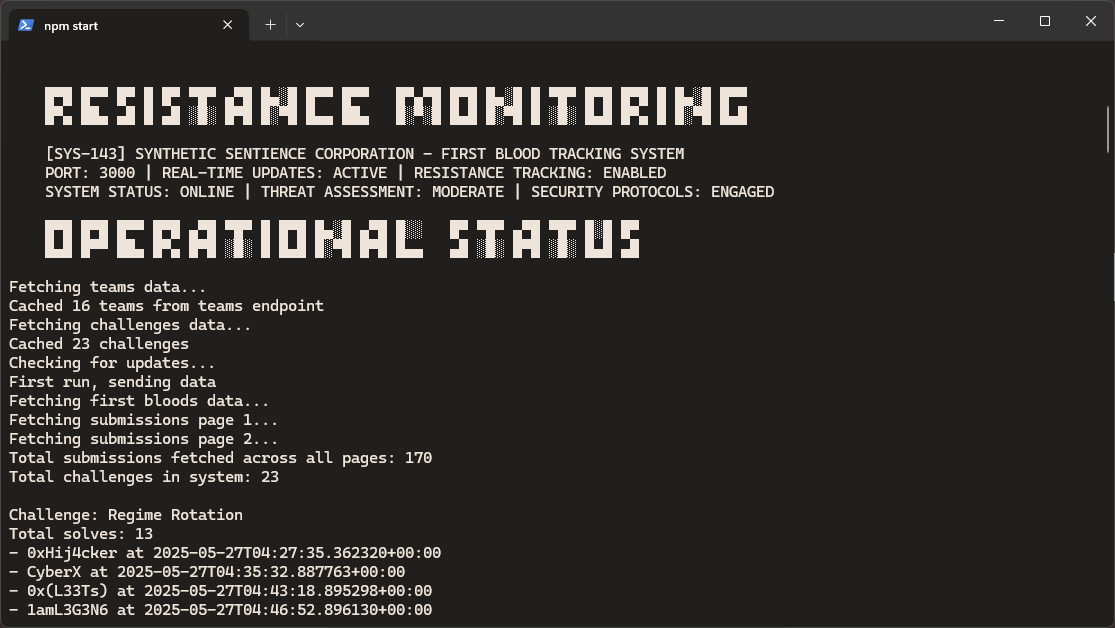 npm start
RESISTANCE MONITORING
[SYS-143] SYNTHETIC SENTIENCE CORPORATION - FIRST BLOOD TRACKING SYSTEM
PORT: 3000 | REAL-TIME UPDATES: ACTIVE | RESISTANCE TRACKING: ENABLED
SYSTEM STATUS: ONLINE | THREAT ASSESSMENT: MODERATE | SECURITY PROTOCOLS: ENGAGED
OPERATIONAL STATUS
Fetching teams data...
Cached 16 teams from teams endpoint
Fetching challenges data...
Cached 23 challenges
Checking for updates...
First run, sending data
Fetching first bloods data...
Fetching submissions page 1...
Fetching submissions page 2...
Total submissions fetched across all pages: 170
Total challenges in system: 23
Challenge: Regime Rotation
Total solves: 13
- 0xHij4cker at 2025-05-27T04:27:35.362320+00:00
- CyberX at 2025-05-27T04:35:32.887763+00:00
- 0x(L33Ts) at 2025-05-27T04:43:18.895298+00:00
- 1amL3G3N6 at 2025-05-27T04:46:52.896130+00:00